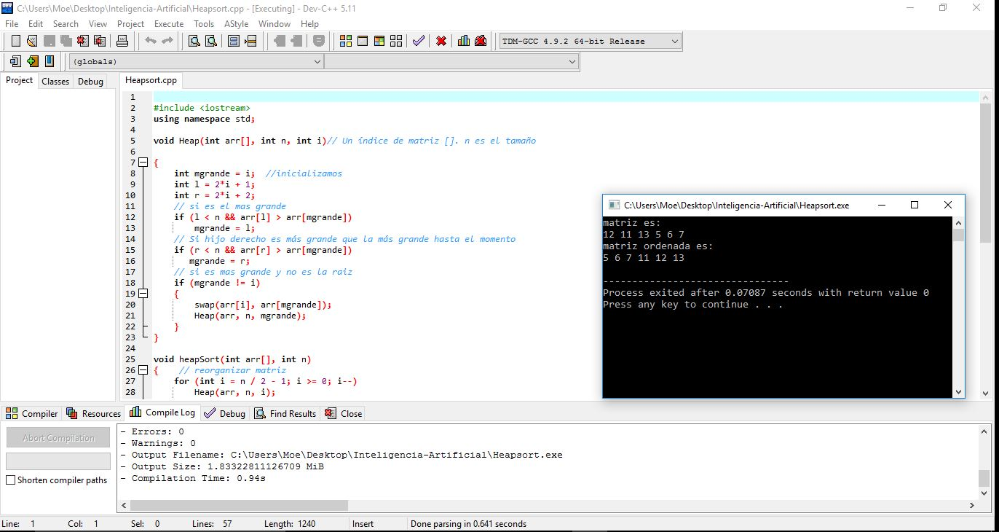 C:\Users\Moe\Desktop\Inteligencia-Artificial\Heapsort.cpp - [Executing] - Dev-C++ 5.11
File Edit Search View Project Execute Tools AStyle Window Help
TDM-GCC 4.9.2 64-bit Release
(globals)
Project Classes Debug
Heapsort.cpp
1
2 #include <iostream>
3 using namespace std;
4
5 void Heap(int arr[], int n, int i)// Un índice de matriz []. n es el tamaño
6
7 {
8 int mgrande = i; //inicializamos
9 int l = 2*i + 1;
10 int r = 2*i + 2;
11 // si es el mas grande
12 if (l < n && arr[l] > arr[mgrande])
13 mgrande = l;
14 // Si hijo derecho es más grande que la más grande hasta el momento
15 if (r < n && arr[r] > arr[mgrande])
16 mgrande = r;
17 // si es mas grande y no es la raiz
18 if (mgrande != i)
19 {
20 swap(arr[i], arr[mgrande]);
21 Heap(arr, n, mgrande);
22 }
23 }
24
25 void heapSort(int arr[], int n)
26 { // reorganizar matriz
27 for (int i = n / 2 - 1; i >= 0; i--)
28 Heap(arr, n, i);
C:\Users\Moe\Desktop\Inteligencia-Artificial\Heapsort.exe
matriz es:
12 11 13 5 6 7
matriz ordenada es:
5 6 7 11 12 13
--------------------------------
Process exited after 0.07087 seconds with return value 0
Press any key to continue . . .
Compiler Resources Compile Log Debug Find Results Close
Abort Compilation
Shorten compiler paths
- Errors: 0
- Warnings: 0
- Output Filename: C:\Users\Moe\Desktop\Inteligencia-Artificial\Heapsort.exe
- Output Size: 1.83322811126709 MiB
- Compilation Time: 0.94s
Line: 1 Col: 1 Sel: 0 Lines: 57 Length: 1240 Insert Done parsing in 0.641 seconds